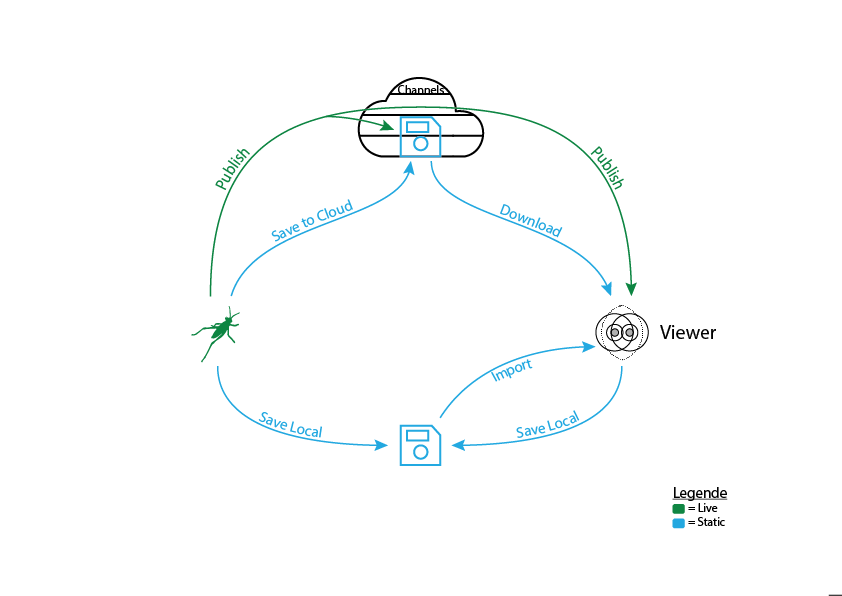 Channels
Publish
Publish
Save to Cloud
Download
Viewer
Import
Save Local
Save Local
Legende
= Live
= Static